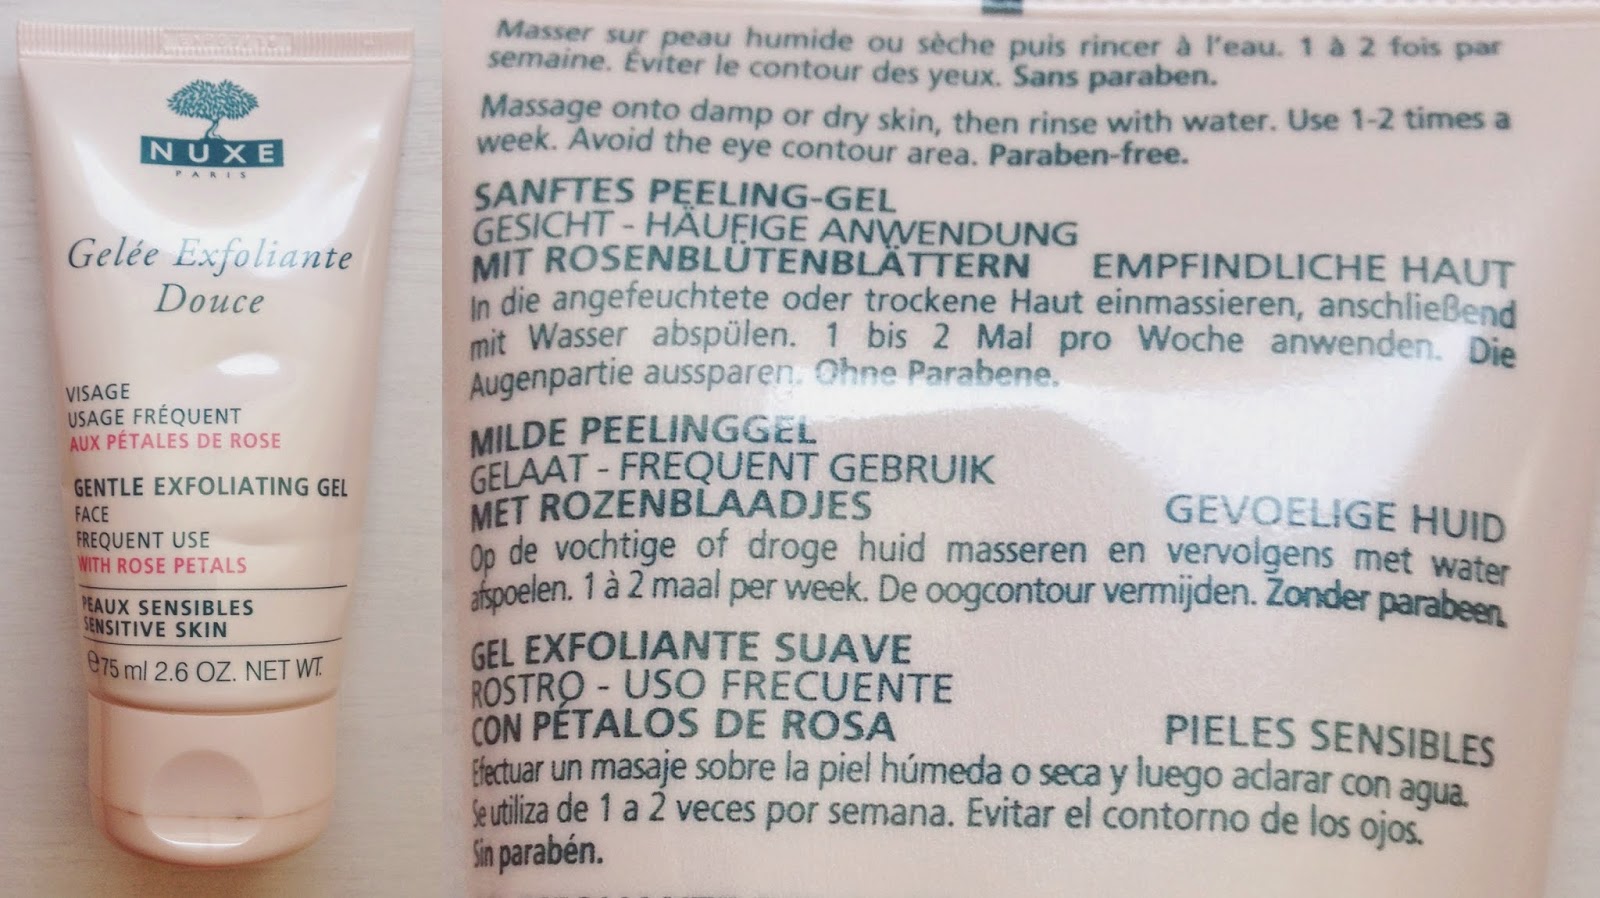 NUXE
PARIS
Gelée Exfoliante
Douce
VISAGE
USAGE FRÉQUENT
AUX PÉTALES DE ROSE
GENTLE EXFOLIATING GEL
FACE
FREQUENT USE
WITH ROSE PETALS
PEAUX SENSIBLES
SENSITIVE SKIN
℮75 ml 2.6 OZ. NET WT.
Masser sur peau humide ou sèche puis rincer à l'eau. 1 à 2 fois par
semaine. Éviter le contour des yeux. Sans paraben.
Massage onto damp or dry skin, then rinse with water. Use 1-2 times a
week. Avoid the eye contour area. Paraben-free.
SANFTES PEELING-GEL
GESICHT - HÄUFIGE ANWENDUNG
MIT ROSENBLÜTENBLÄTTERN EMPFINDLICHE HAUT
In die angefeuchtete oder trockene Haut einmassieren, anschließend
mit Wasser abspülen. 1 bis 2 Mal pro Woche anwenden. Die
Augenpartie aussparen. Ohne Parabene.
MILDE PEELINGGEL
GELAAT - FREQUENT GEBRUIK
MET ROZENBLAADJES GEVOELIGE HUID
Op de vochtige of droge huid masseren en vervolgens met water
afspoelen. 1 à 2 maal per week. De oogcontour vermijden. Zonder parabeen.
GEL EXFOLIANTE SUAVE
ROSTRO - USO FRECUENTE
CON PÉTALOS DE ROSA PIELES SENSIBLES
Efectuar un masaje sobre la piel húmeda o seca y luego aclarar con agua.
Se utiliza de 1 a 2 veces por semana. Evitar el contorno de los ojos.
Sin parabén.